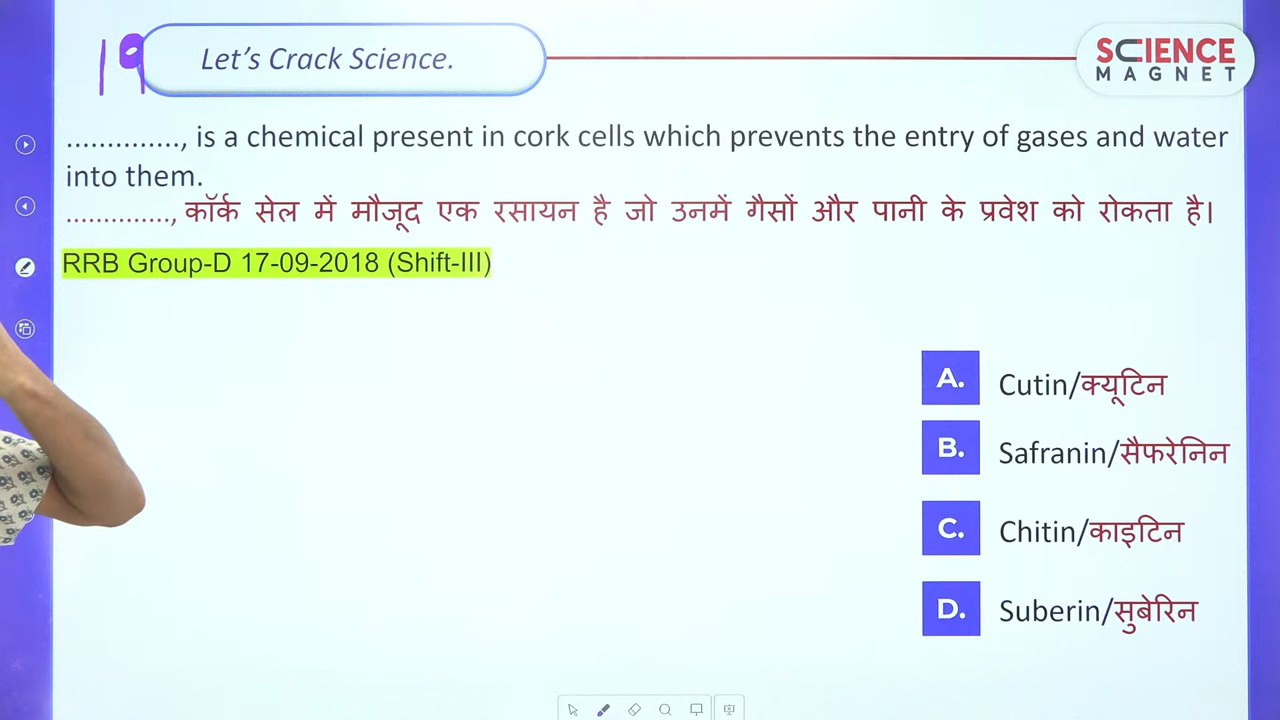 19
Let's Crack Science.
SCIENCE
MAGNET
..............., is a chemical present in cork cells which prevents the entry of gases and water
into them.
..............., कॉर्क सेल में मौजूद एक रसायन है जो उनमें गैसों और पानी के प्रवेश को रोकता है।
RRB Group-D 17-09-2018 (Shift-III)
A. Cutin/क्यूटिन
B. Safranin/सैफरेनिन
C. Chitin/काइटिन
D. Suberin/सुबेरिन